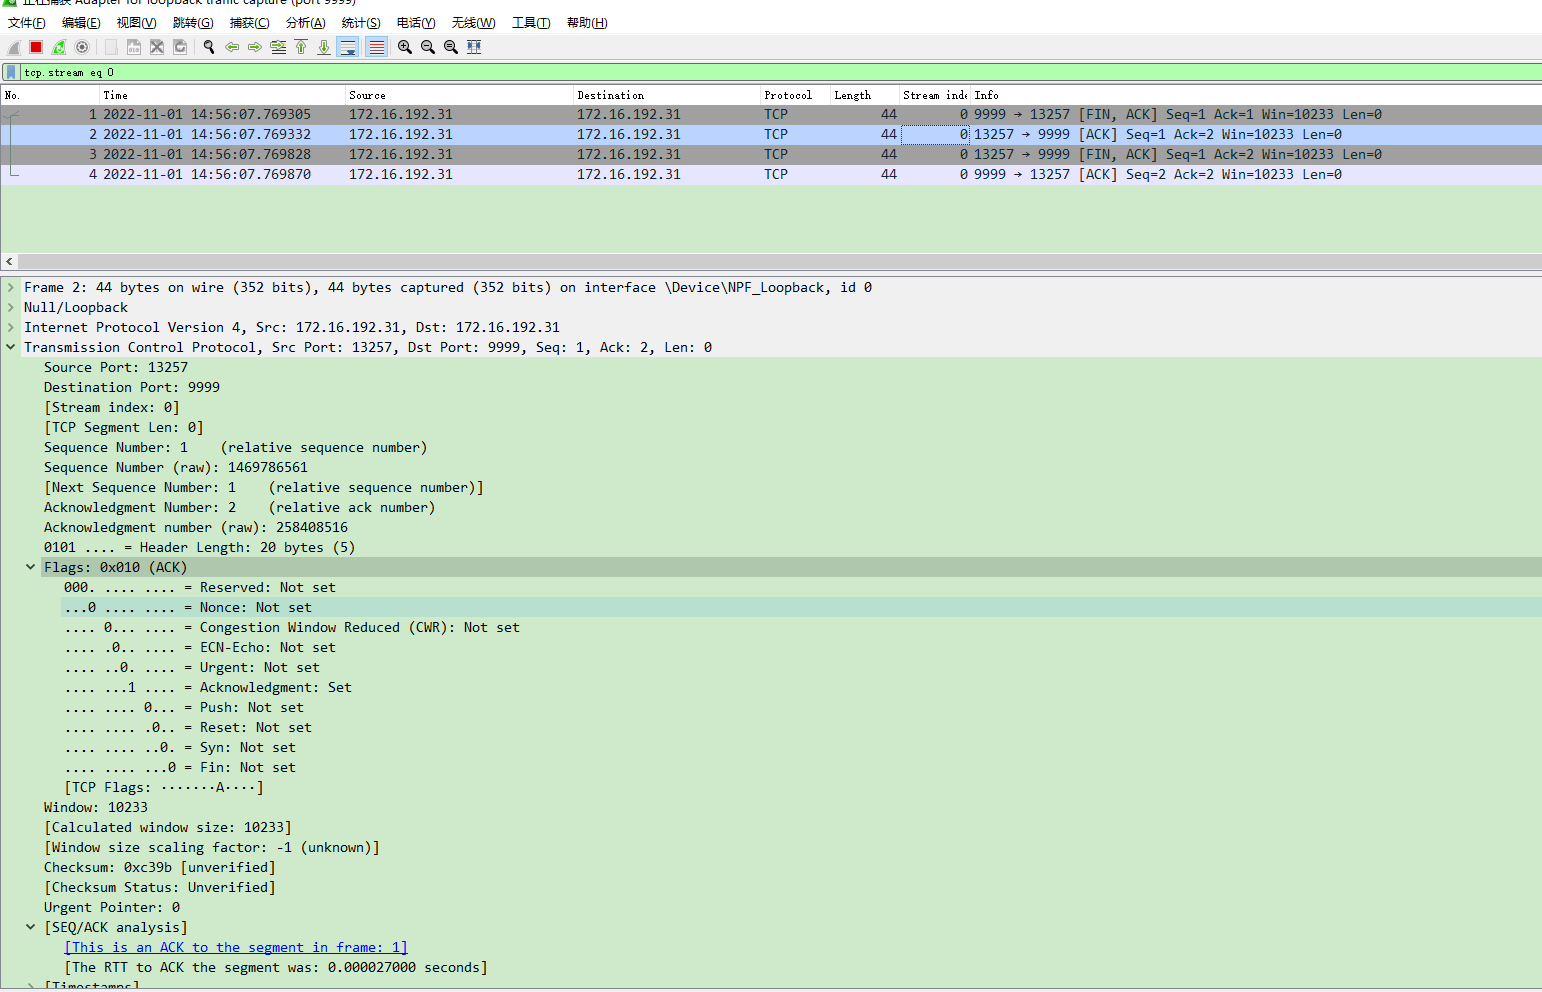 正在捕获 Adapter for loopback traffic capture (port 9999)
文件(F) 编辑(E) 视图(V) 跳转(G) 捕获(C) 分析(A) 统计(S) 电话(Y) 无线(W) 工具(T) 帮助(H)
tcp.stream eq 0
No. Time Source Destination Protocol Length Stream inde Info
1 2022-11-01 14:56:07.769305 172.16.192.31 172.16.192.31 TCP 44 0 9999 → 13257 [FIN, ACK] Seq=1 Ack=1 Win=10233 Len=0
2 2022-11-01 14:56:07.769332 172.16.192.31 172.16.192.31 TCP 44 0 13257 → 9999 [ACK] Seq=1 Ack=2 Win=10233 Len=0
3 2022-11-01 14:56:07.769828 172.16.192.31 172.16.192.31 TCP 44 0 13257 → 9999 [FIN, ACK] Seq=1 Ack=2 Win=10233 Len=0
4 2022-11-01 14:56:07.769870 172.16.192.31 172.16.192.31 TCP 44 0 9999 → 13257 [ACK] Seq=2 Ack=2 Win=10233 Len=0
Frame 2: 44 bytes on wire (352 bits), 44 bytes captured (352 bits) on interface \Device\NPF_Loopback, id 0
Null/Loopback
Internet Protocol Version 4, Src: 172.16.192.31, Dst: 172.16.192.31
Transmission Control Protocol, Src Port: 13257, Dst Port: 9999, Seq: 1, Ack: 2, Len: 0
Source Port: 13257
Destination Port: 9999
[Stream index: 0]
[TCP Segment Len: 0]
Sequence Number: 1 (relative sequence number)
Sequence Number (raw): 1469786561
[Next Sequence Number: 1 (relative sequence number)]
Acknowledgment Number: 2 (relative ack number)
Acknowledgment number (raw): 258408516
0101 .... = Header Length: 20 bytes (5)
Flags: 0x010 (ACK)
000. .... .... = Reserved: Not set
...0 .... .... = Nonce: Not set
.... 0... .... = Congestion Window Reduced (CWR): Not set
.... .0.. .... = ECN-Echo: Not set
.... ..0. .... = Urgent: Not set
.... ...1 .... = Acknowledgment: Set
.... .... 0... = Push: Not set
.... .... .0.. = Reset: Not set
.... .... ..0. = Syn: Not set
.... .... ...0 = Fin: Not set
[TCP Flags: ·······A····]
Window: 10233
[Calculated window size: 10233]
[Window size scaling factor: -1 (unknown)]
Checksum: 0xc39b [unverified]
[Checksum Status: Unverified]
Urgent Pointer: 0
[SEQ/ACK analysis]
[This is an ACK to the segment in frame: 1]
[The RTT to ACK the segment was: 0.000027000 seconds]
[Timestamps]